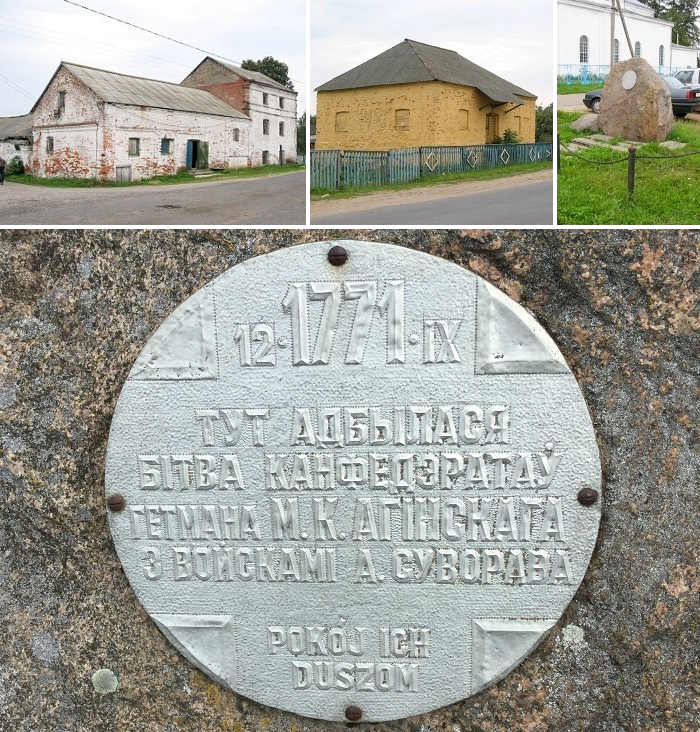 12·1771·IX
ТУТ АДБЫЛАСЯ
БІТВА КАНФЕДЭРАТАЎ
ГЕТМАНА М.К.АГІНСКАГА
З ВОЙСКАМІ А.СУВОРАВА
POKÓJ ICH
DUSZOM